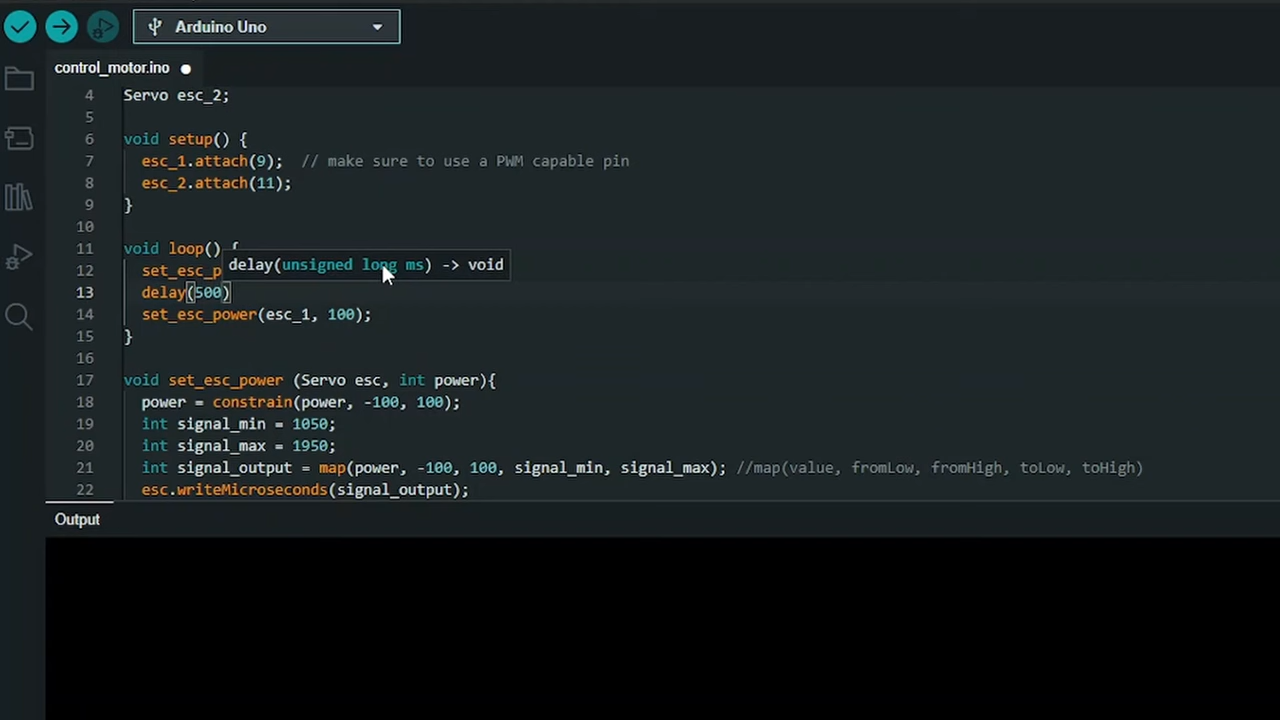 Arduino Uno
control_motor.ino
4 Servo esc_2;
5
6 void setup() {
7 esc_1.attach(9); // make sure to use a PWM capable pin
8 esc_2.attach(11);
9 }
10
11 void loop() {
delay(unsigned long ms) -> void
12 set_esc_p
13 delay(500)
14 set_esc_power(esc_1, 100);
15 }
16
17 void set_esc_power (Servo esc, int power){
18 power = constrain(power, -100, 100);
19 int signal_min = 1050;
20 int signal_max = 1950;
21 int signal_output = map(power, -100, 100, signal_min, signal_max); //map(value, fromLow, fromHigh, toLow, toHigh)
22 esc.writeMicroseconds(signal_output);
Output